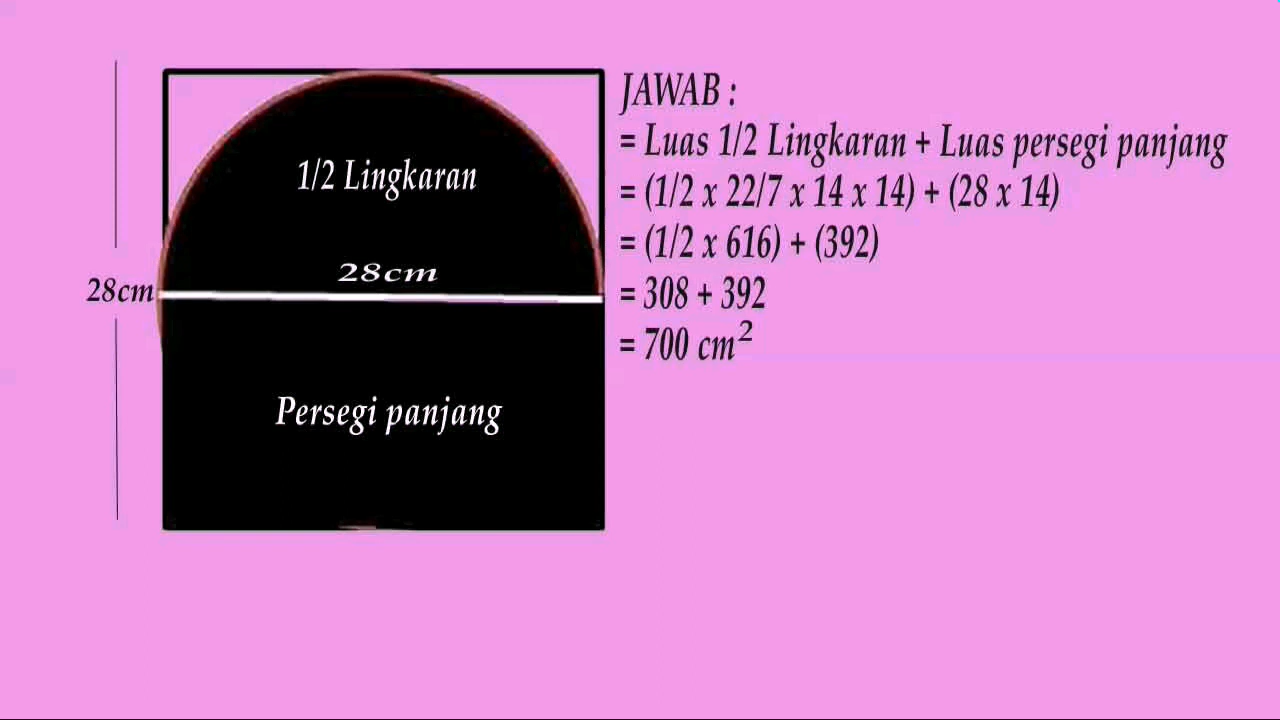 1/2 Lingkaran
28cm
28cm
Persegi panjang
JAWAB :
= Luas 1/2 Lingkaran + Luas persegi panjang
= (1/2 x 22/7 x 14 x 14) + (28 x 14)
= (1/2 x 616) + (392)
= 308 + 392
= 700 cm²